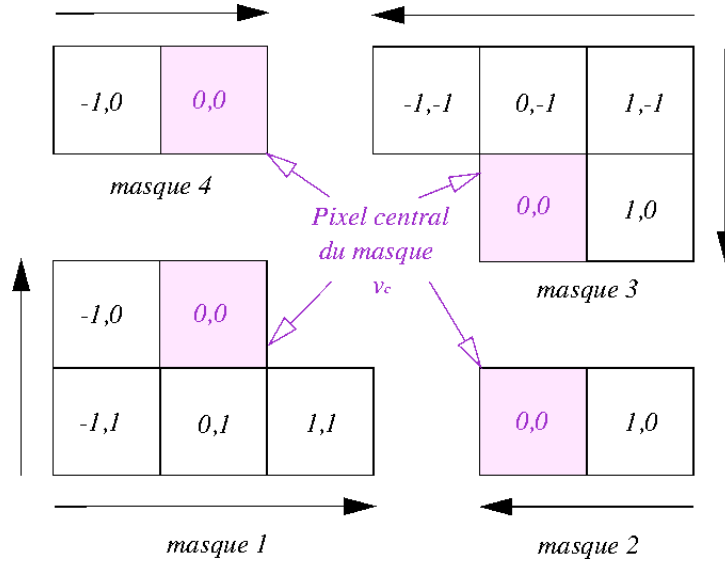 -1,0 0,0
-1,-1 0,-1 1,-1
masque 4
0,0 1,0
Pixel central
du masque
vc
masque 3
-1,0 0,0
-1,1 0,1 1,1
0,0 1,0
masque 1
masque 2